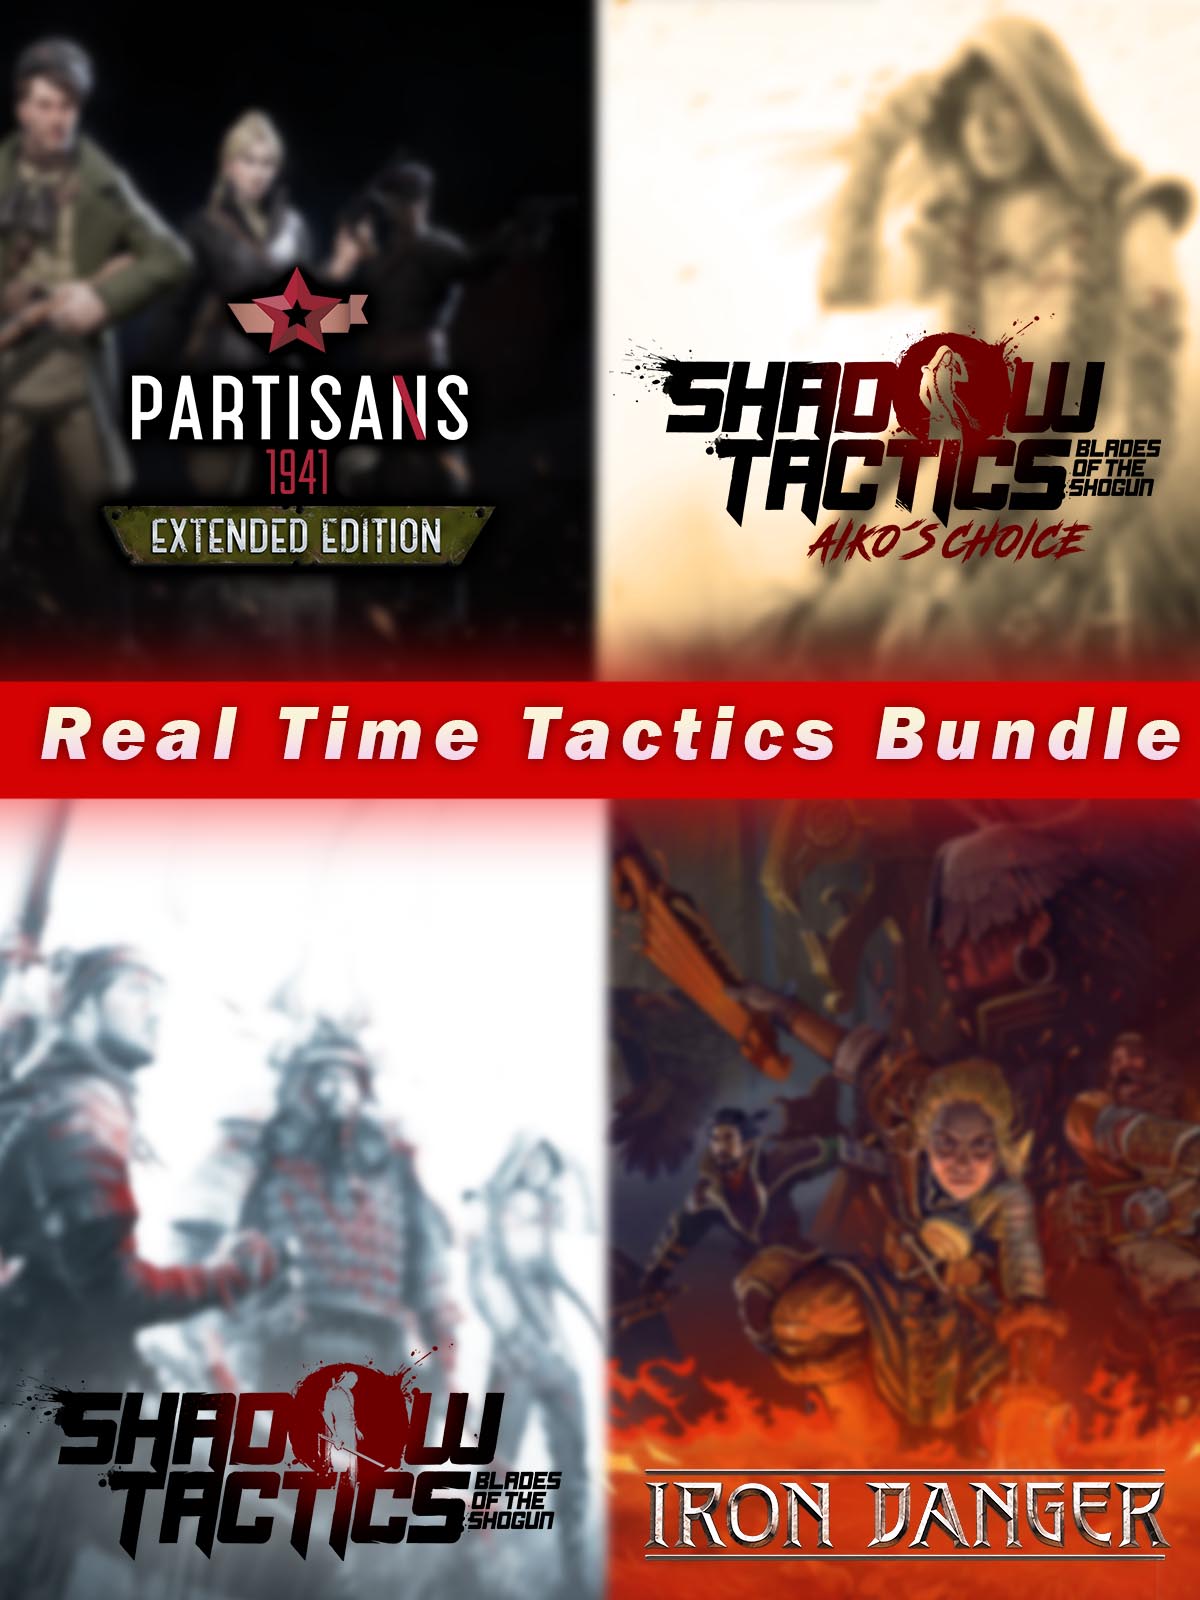 PARTISANS
1941
EXTENDED EDITION
SHADOW
TACTICS
BLADES
OF THE
SHOGUN
AIKO´S CHOICE
Real Time Tactics Bundle
SHADOW
TACTICS
BLADES
OF THE
SHOGUN
IRON DANGER